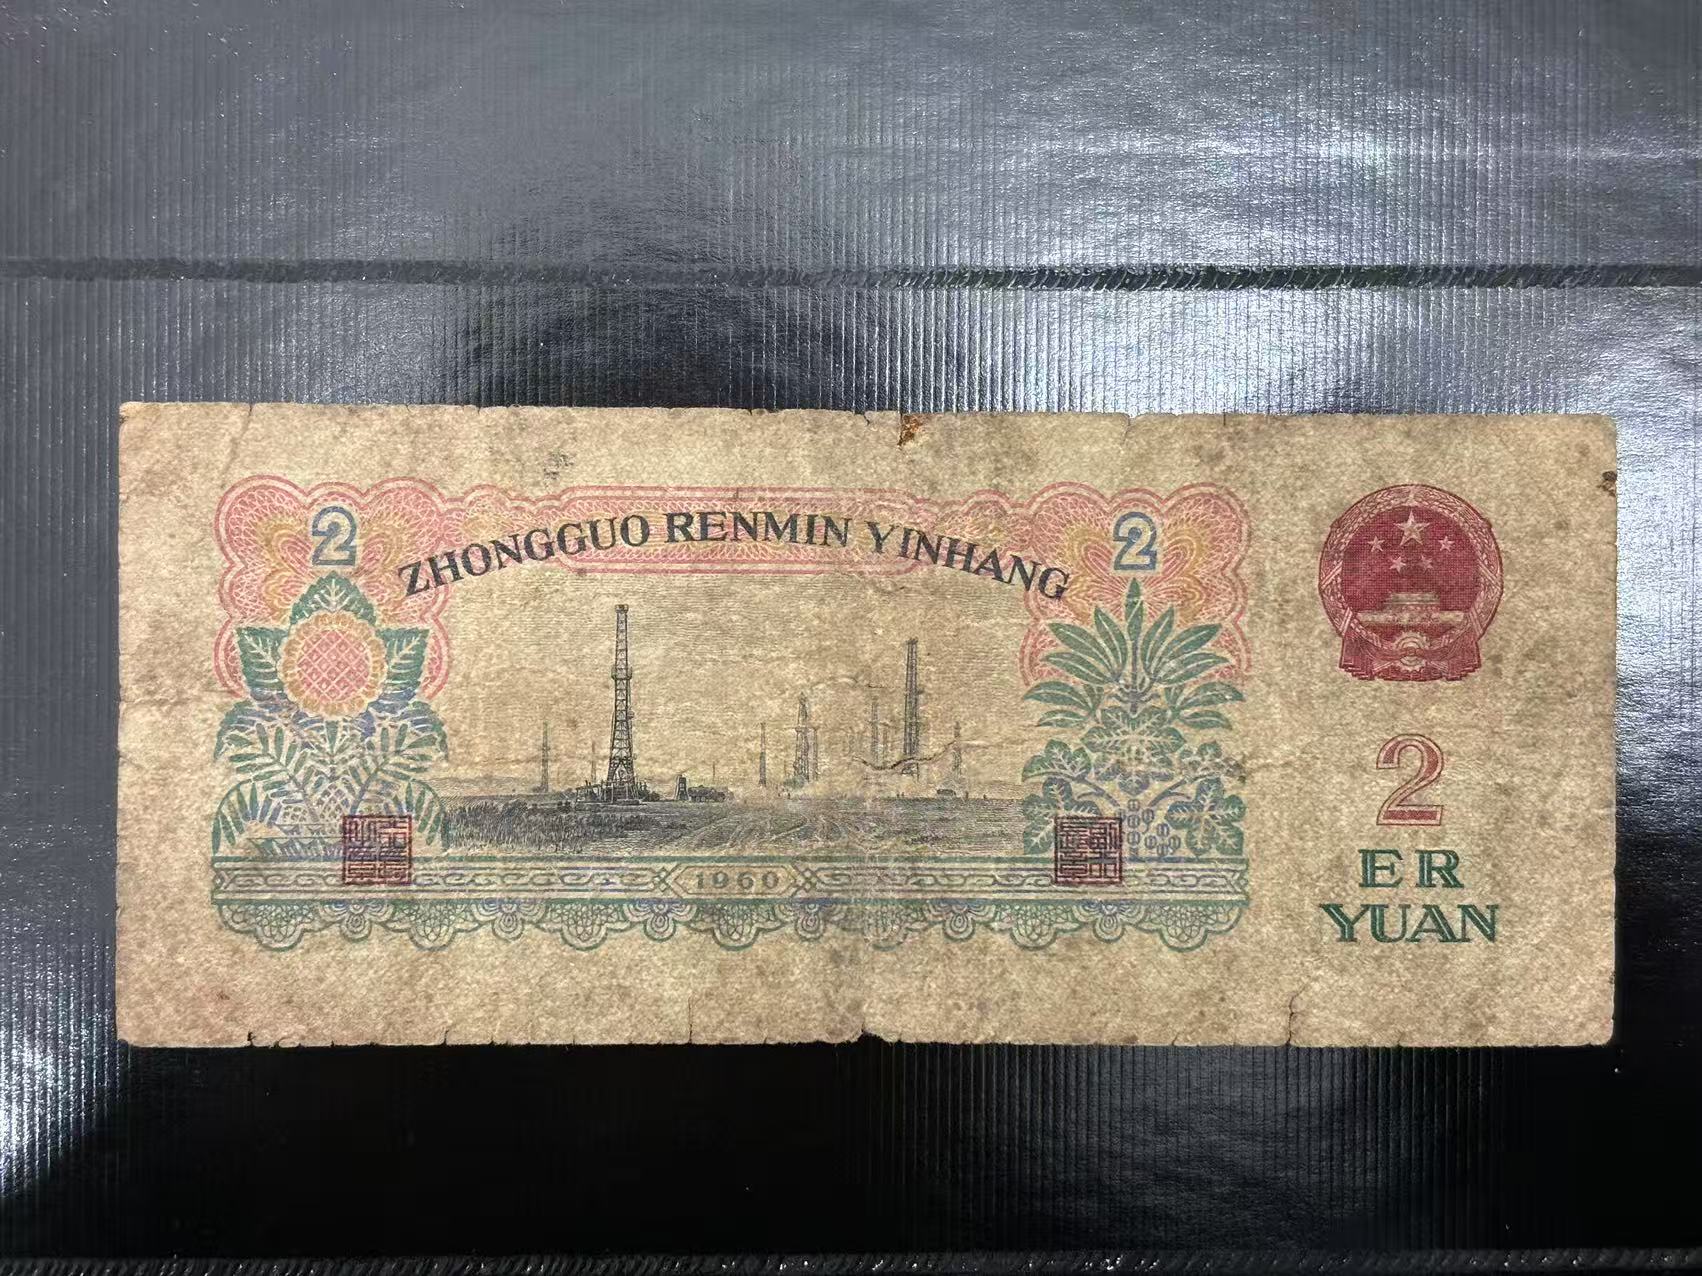 2
2
ZHONGGUO RENMIN YINHANG
1960
2
ER
YUAN